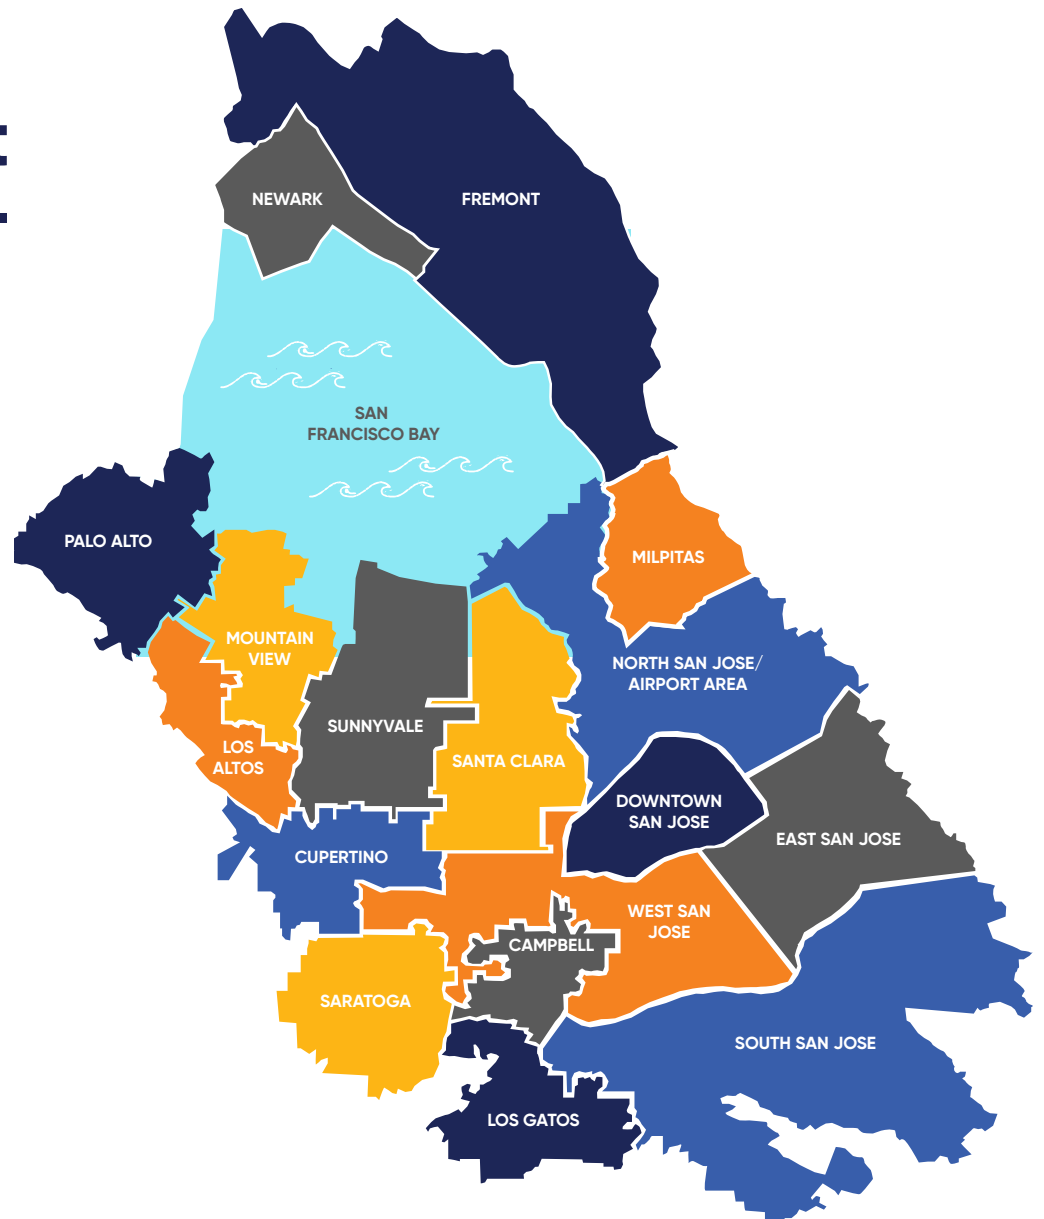 NEWARK
FREMONT
SAN
FRANCISCO BAY
PALO ALTO
MILPITAS
MOUNTAIN
VIEW
NORTH SAN JOSE/
AIRPORT AREA
SUNNYVALE
LOS
ALTOS
SANTA CLARA
DOWNTOWN
SAN JOSE
EAST SAN JOSE
CUPERTINO
WEST SAN
JOSE
CAMPBELL
SARATOGA
SOUTH SAN JOSE
LOS GATOS